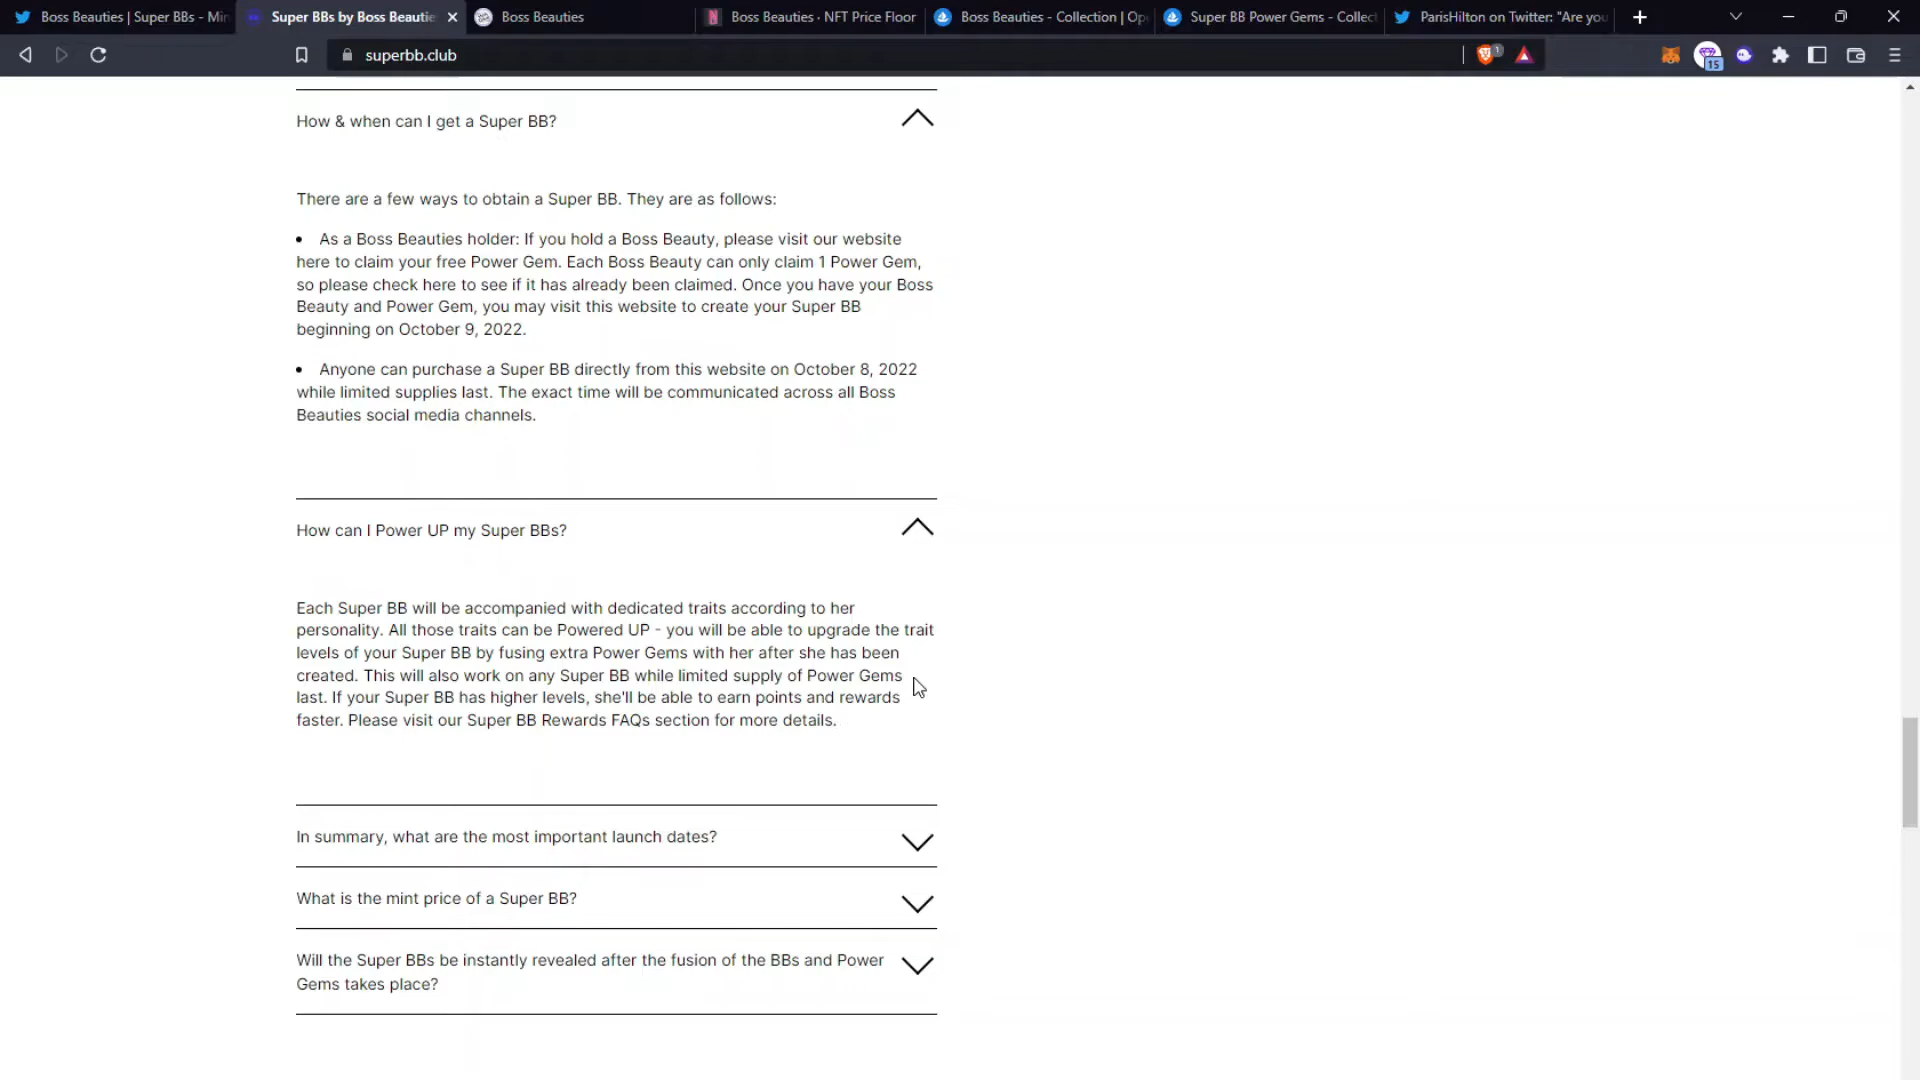 Boss Beauties | Super BBs - Min
Super BBs by Boss Beautie
Boss Beauties
Boss Beauties · NFT Price Floor
Boss Beauties - Collection | Op
Super BB Power Gems - Collect
ParisHilton on Twitter: "Are you
superbb.club
1
15
How & when can I get a Super BB?
There are a few ways to obtain a Super BB. They are as follows:
• As a Boss Beauties holder: If you hold a Boss Beauty, please visit our website
here to claim your free Power Gem. Each Boss Beauty can only claim 1 Power Gem,
so please check here to see if it has already been claimed. Once you have your Boss
Beauty and Power Gem, you may visit this website to create your Super BB
beginning on October 9, 2022.
• Anyone can purchase a Super BB directly from this website on October 8, 2022
while limited supplies last. The exact time will be communicated across all Boss
Beauties social media channels.
How can I Power UP my Super BBs?
Each Super BB will be accompanied with dedicated traits according to her
personality. All those traits can be Powered UP - you will be able to upgrade the trait
levels of your Super BB by fusing extra Power Gems with her after she has been
created. This will also work on any Super BB while limited supply of Power Gems
last. If your Super BB has higher levels, she'll be able to earn points and rewards
faster. Please visit our Super BB Rewards FAQs section for more details.
In summary, what are the most important launch dates?
What is the mint price of a Super BB?
Will the Super BBs be instantly revealed after the fusion of the BBs and Power
Gems takes place?